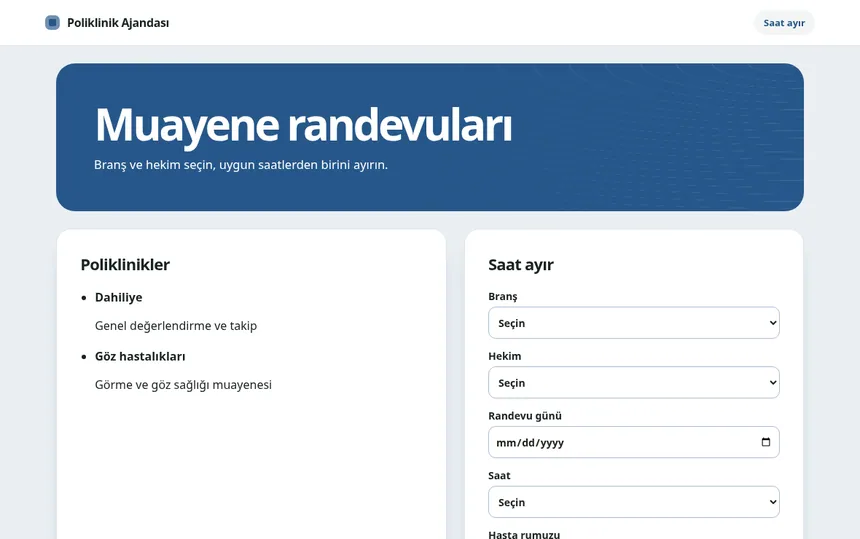 Poliklinik Ajandası
Saat ayır
Muayene randevuları
Branş ve hekim seçin, uygun saatlerden birini ayırın.
Poliklinikler
Dahiliye
Genel değerlendirme ve takip
Göz hastalıkları
Görme ve göz sağlığı muayenesi
Saat ayır
Branş
Seçin
Hekim
Seçin
Randevu günü
mm/dd/yyyy
Saat
Seçin
Hasta rumuzu